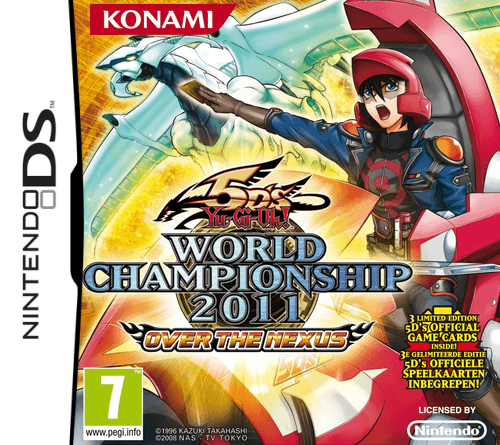 KONAMI
NINTENDO DS™
5D's
Yu-Gi-Oh!
WORLD
CHAMPIONSHIP
2011
OVER THE NEXUS
3 LIMITED EDITION
5D'S OFFICIAL
GAME CARDS
INSIDE!
3E GELIMITEERDE EDITIE
5D'S OFFICIELE
SPEELKAARTEN
INBEGREPEN!
7
www.pegi.info
©1996 KAZUKI TAKAHASHI
©2008 NAS • TV TOKYO
LICENSED BY
Nintendo®